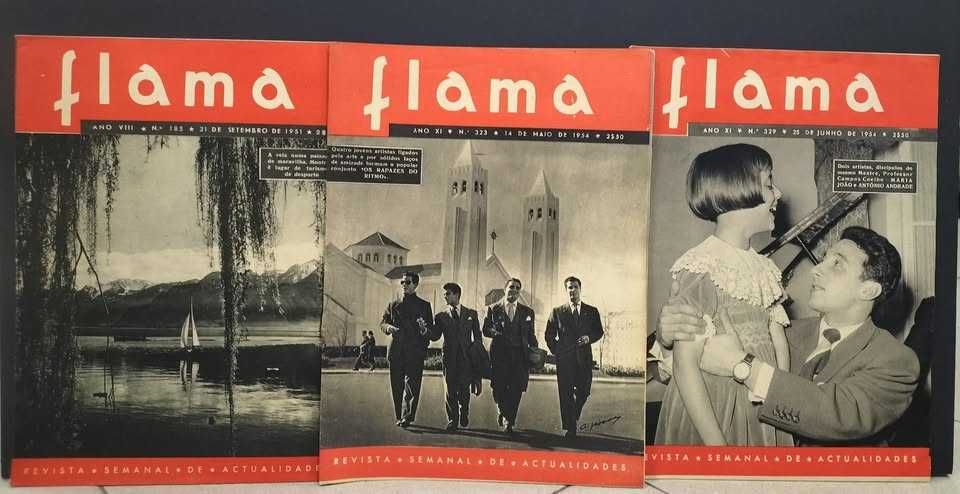 flama
ANO VIII ★ N.º 185 ★ 21 DE SETEMBRO DE 1951 ★ 2$
A vela numa paisa
de maravilha. Montr
é lugar de turism
de desporto
REVISTA ★ SEMANAL ★ DE ★ ACTUALIDADES
flama
ANO XI ★ N.º 323 ★ 14 DE MAIO DE 1954 ★ 2$50
Quatro jovens artistas ligados
pela arte e por sólidos laços
de amizade formam o popular
conjunto «OS RAPAZES DO
RITMO».
REVISTA ★ SEMANAL ★ DE ★ ACTUALIDADES
flama
ANO XI ★ N.º 329 ★ 25 DE JUNHO DE 1954 ★ 2$50
Dois artistas, discípulos do
mesmo Mestre, Professor
Campos Coelho - MARIA
JOÃO e ANTÓNIO ANDRADE
REVISTA ★ SEMANAL ★ DE ★ ACTUALIDADES